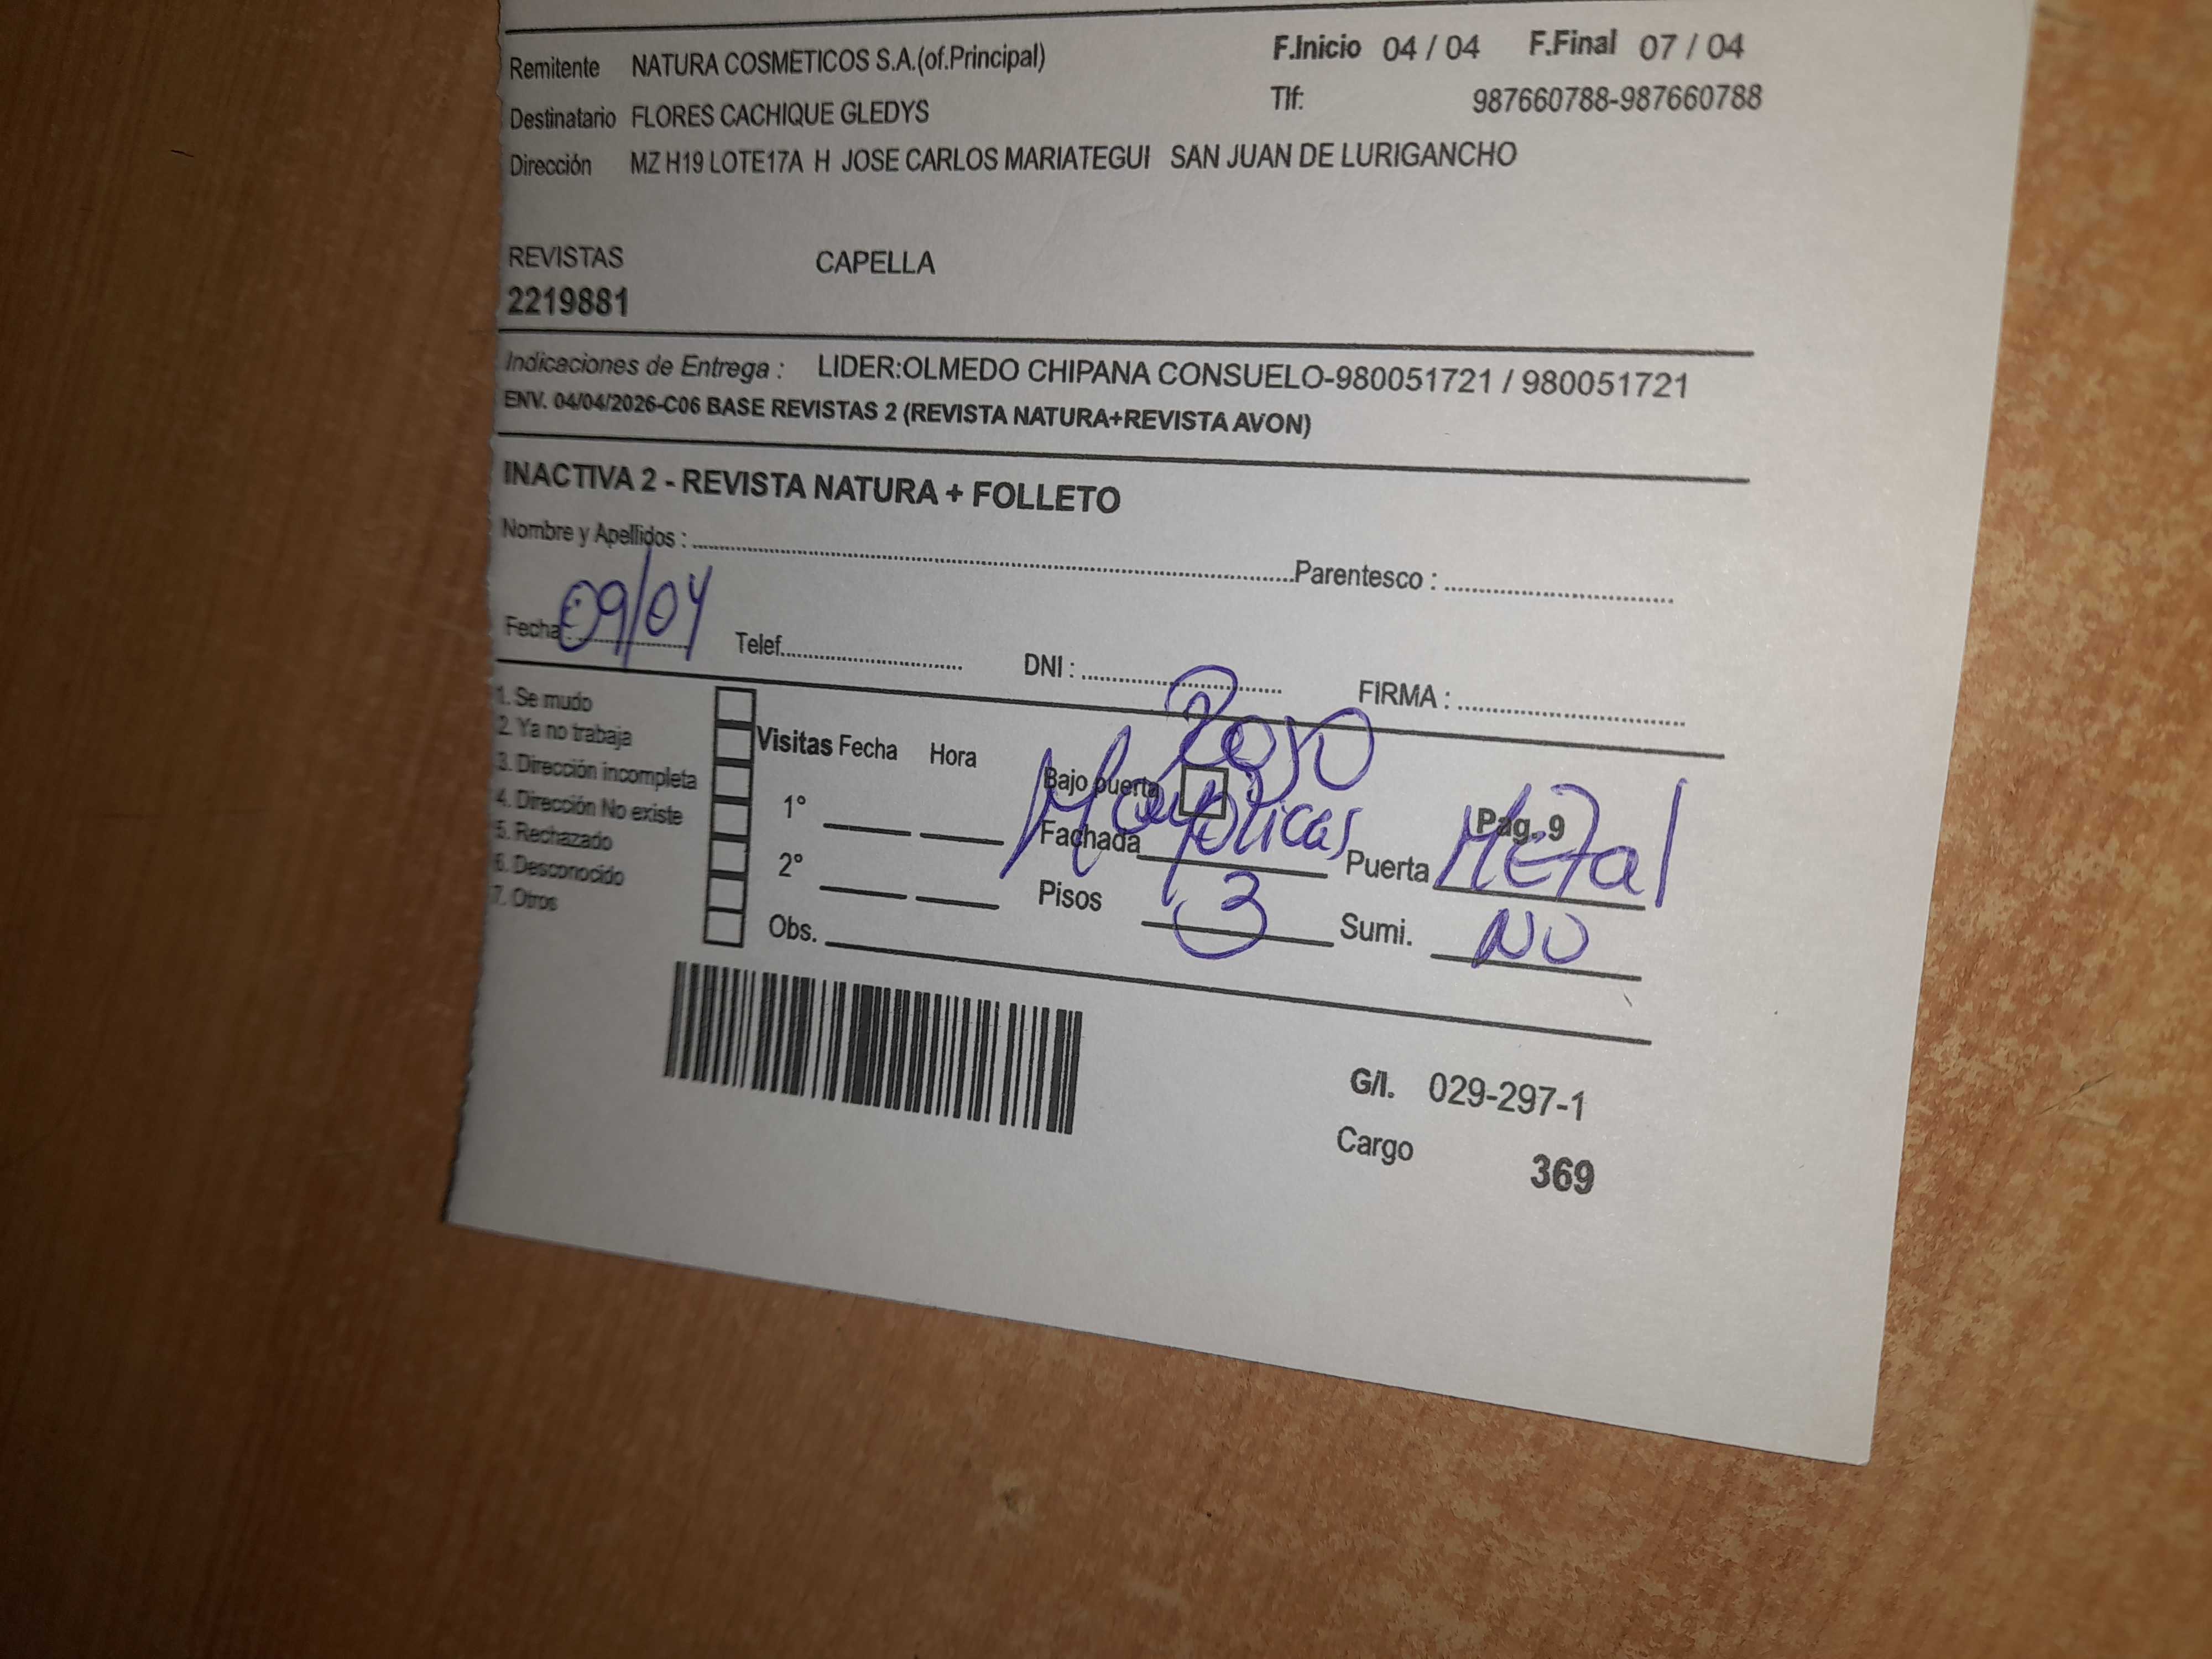 Remitente NATURA COSMETICOS S.A.(of.Principal) F.Inicio 04 / 04 F.Final 07 / 04
Destinatario FLORES CACHIQUE GLEDYS Tlf: 987660788-987660788
Dirección MZ H19 LOTE17A H JOSE CARLOS MARIATEGUI SAN JUAN DE LURIGANCHO
REVISTAS CAPELLA
2219881
Indicaciones de Entrega : LIDER:OLMEDO CHIPANA CONSUELO-980051721 / 980051721
ENV. 04/04/2026-C06 BASE REVISTAS 2 (REVISTA NATURA+REVISTA AVON)
INACTIVA 2 - REVISTA NATURA + FOLLETO
Nombre y Apellidos : Parentesco :
Fecha : 09/04 Telef. DNI : FIRMA :
1. Se mudo
2. Ya no trabaja
3. Dirección incompleta
4. Dirección No existe
5. Rechazado
6. Desconocido
7. Otros
Visitas Fecha Hora
1°
2°
Obs.
Rojo
Bajo puerta Pag. 9
Fachada Mayolicas Puerta Metal
Pisos 3 Sumi. NO
G/I. 029-297-1
Cargo 369